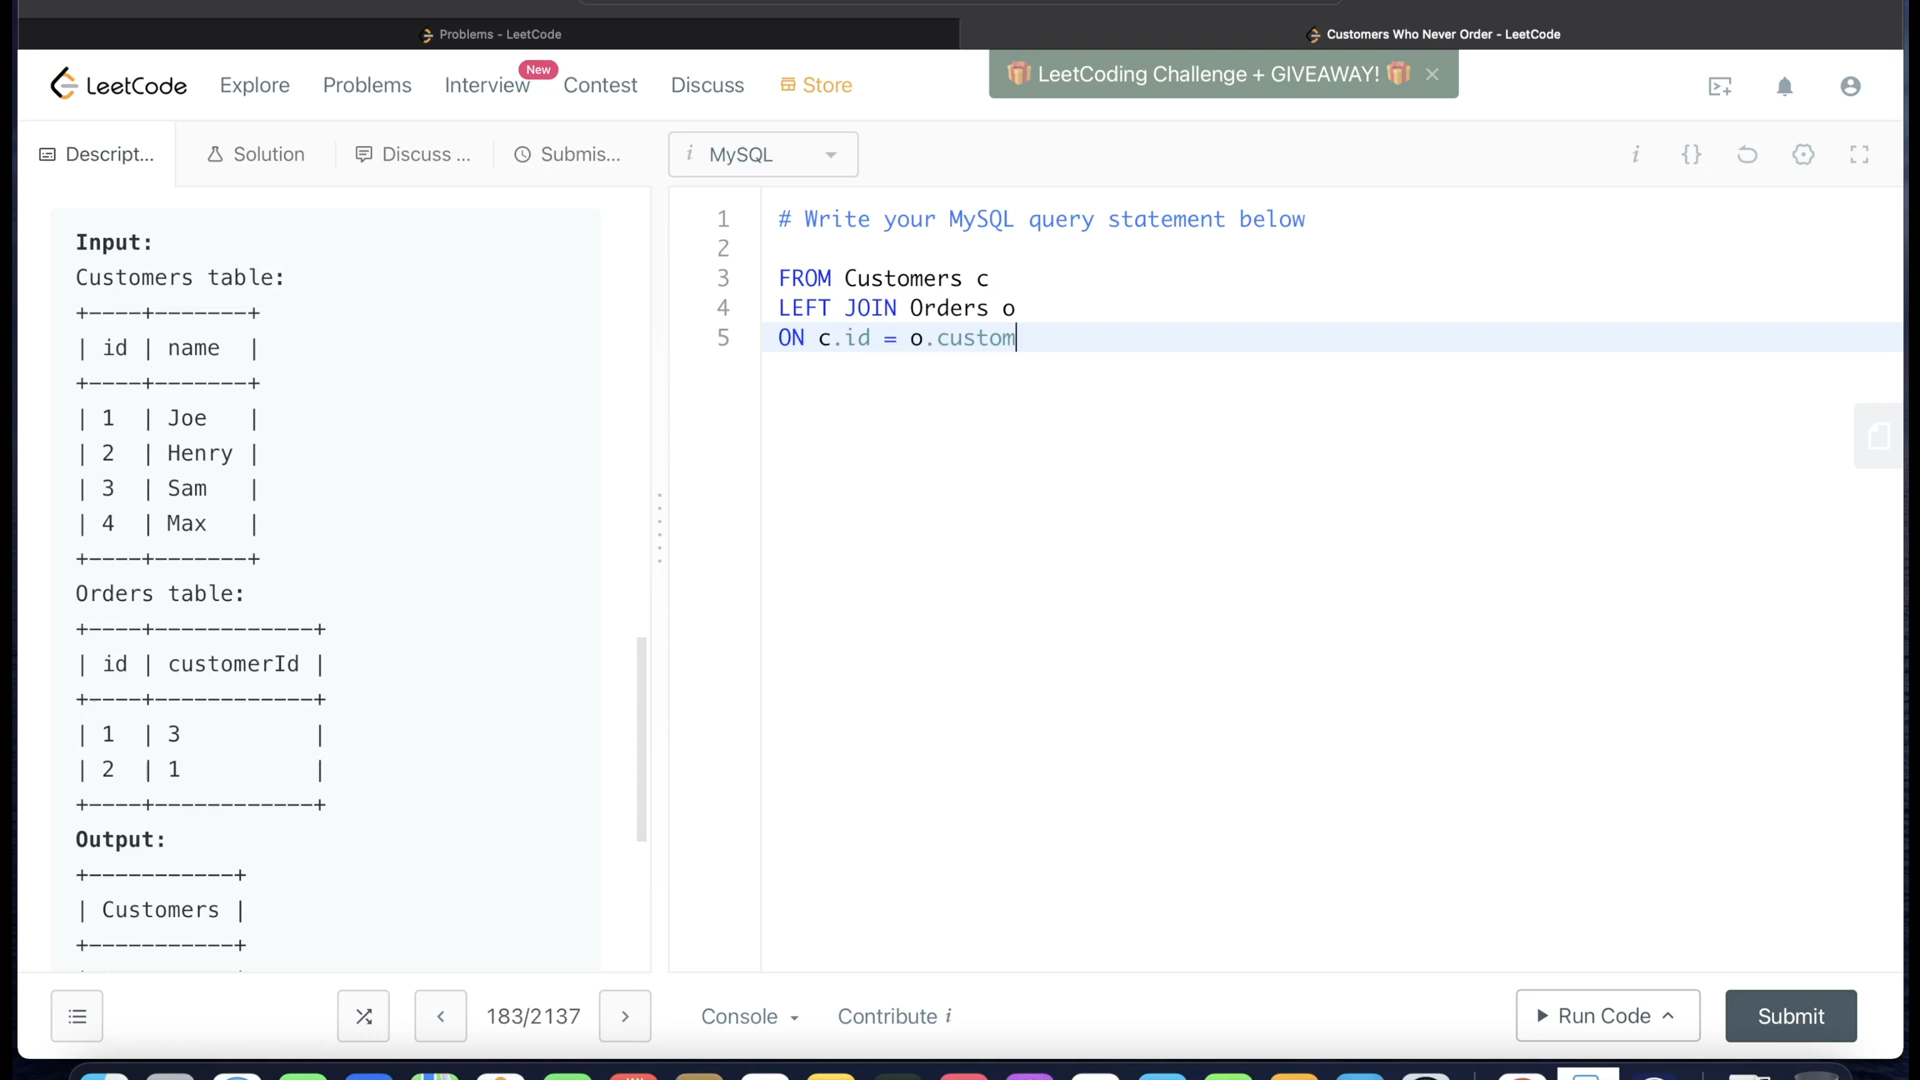 Problems - LeetCode
Customers Who Never Order - LeetCode
LeetCode
Explore
Problems
Interview
New
Contest
Discuss
Store
LeetCoding Challenge + GIVEAWAY!
Descript...
Solution
Discuss ...
Submis...
i MySQL
i
{}
Input:
Customers table:
+----+-------+
| id | name  |
+----+-------+
| 1  | Joe   |
| 2  | Henry |
| 3  | Sam   |
| 4  | Max   |
+----+-------+
Orders table:
+----+------------+
| id | customerId |
+----+------------+
| 1  | 3          |
| 2  | 1          |
+----+------------+
Output:
+-----------+
| Customers |
+-----------+
1 # Write your MySQL query statement below
2
3 FROM Customers c
4 LEFT JOIN Orders o
5 ON c.id = o.custom
183/2137
Console
Contribute i
Run Code
Submit